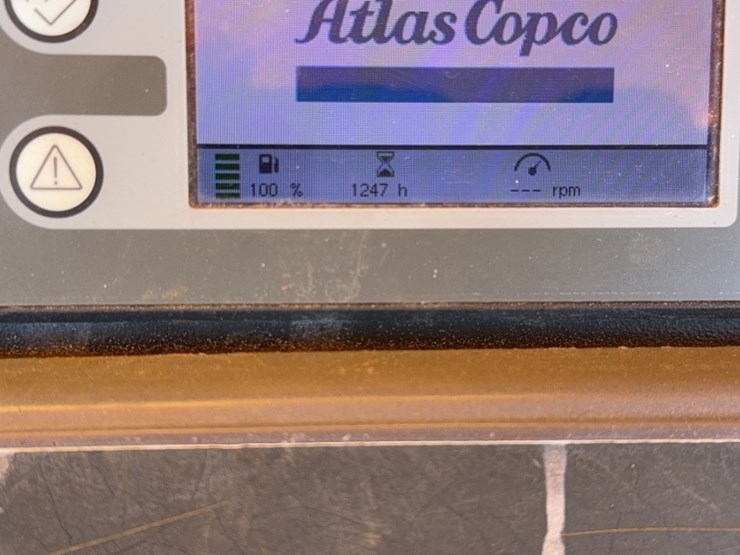 Atlas Copco
100 % 1247 h --- rpm